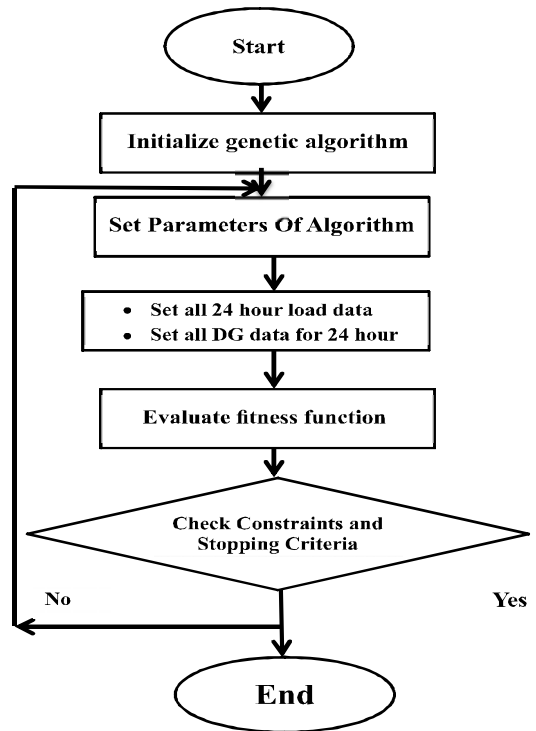 Start
Initialize genetic algorithm
Set Parameters Of Algorithm
• Set all 24 hour load data
• Set all DG data for 24 hour
Evaluate fitness function
Check Constraints and
Stopping Criteria
No
Yes
End